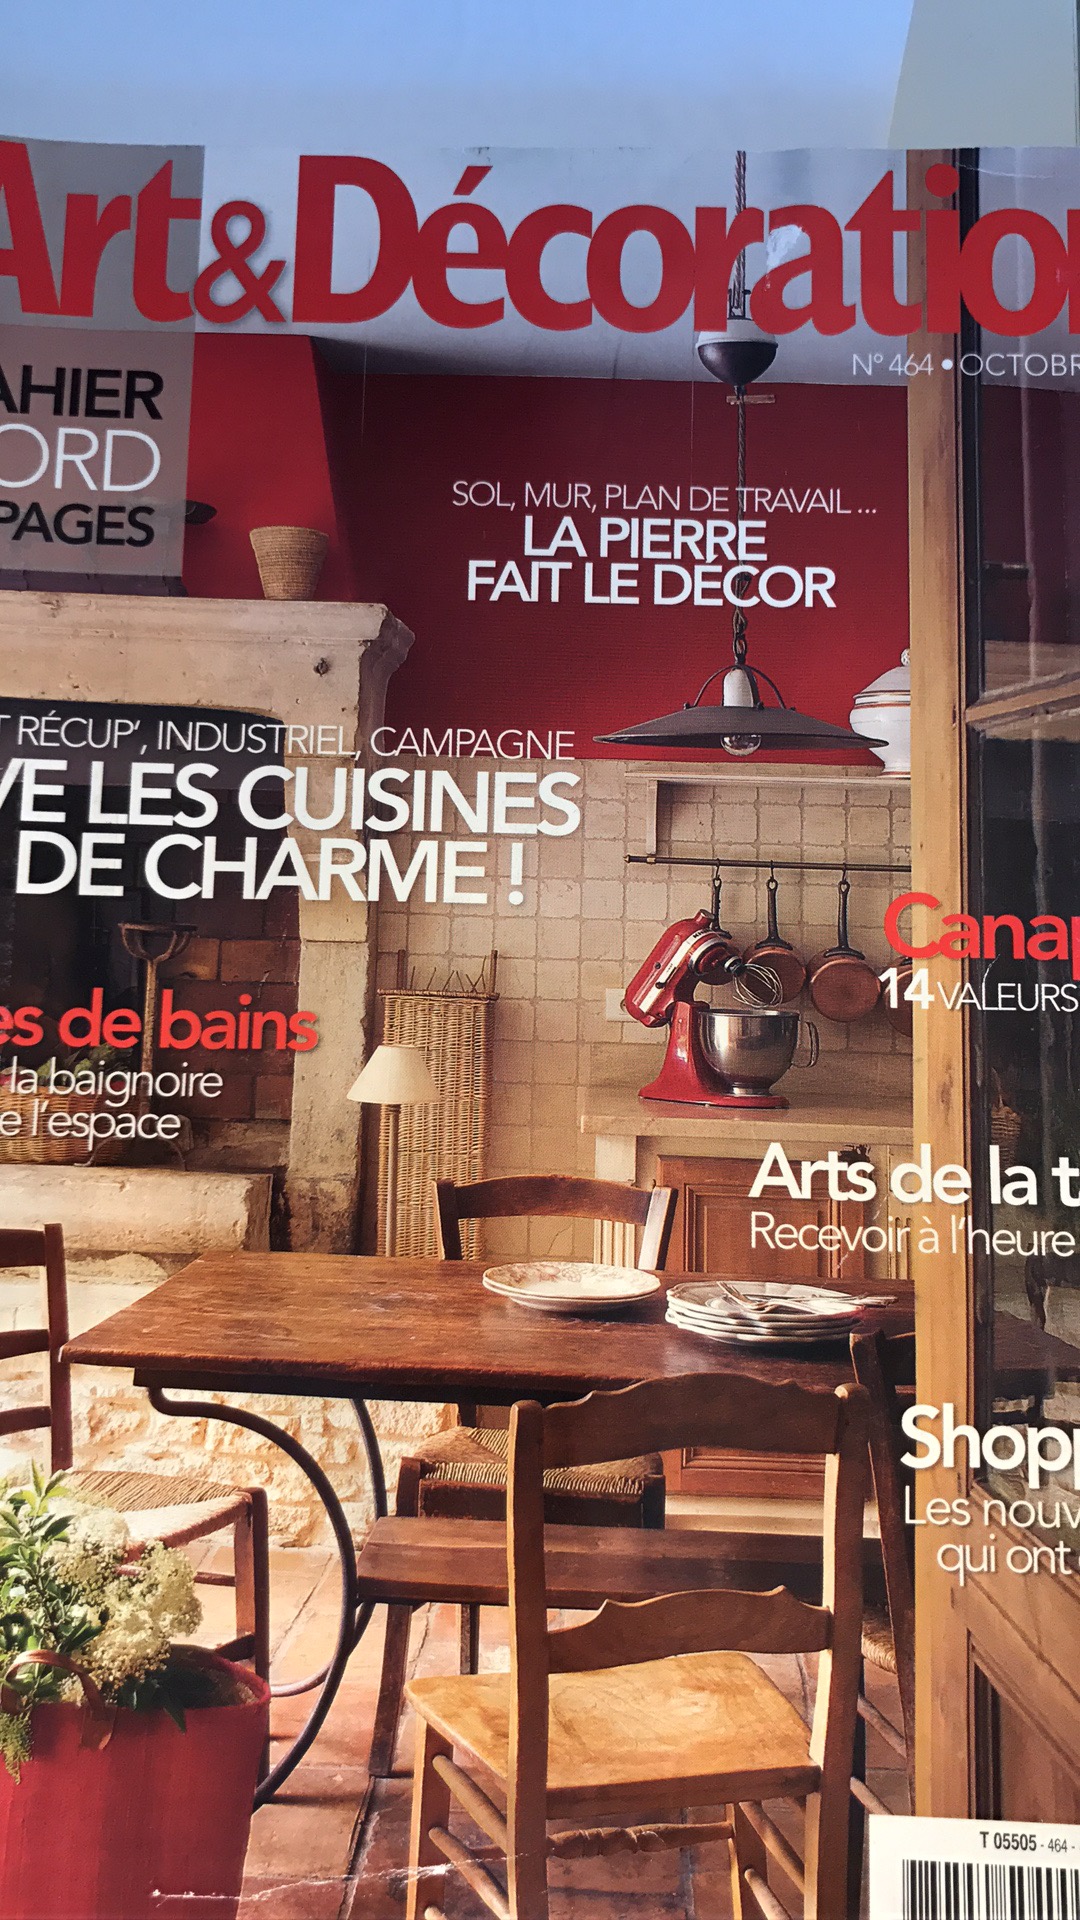 Art&Décoration
N° 464 • OCTOBR
AHIER
ORD
PAGES
SOL, MUR, PLAN DE TRAVAIL...
LA PIERRE
FAIT LE DÉCOR
T RÉCUP', INDUSTRIEL, CAMPAGNE
VE LES CUISINES
DE CHARME !
Canap
14 VALEURS
es de bains
la baignoire
e l'espace
Arts de la t
Recevoir à l'heure
Shopp
Les nouv
qui ont
T 05505 - 464 -